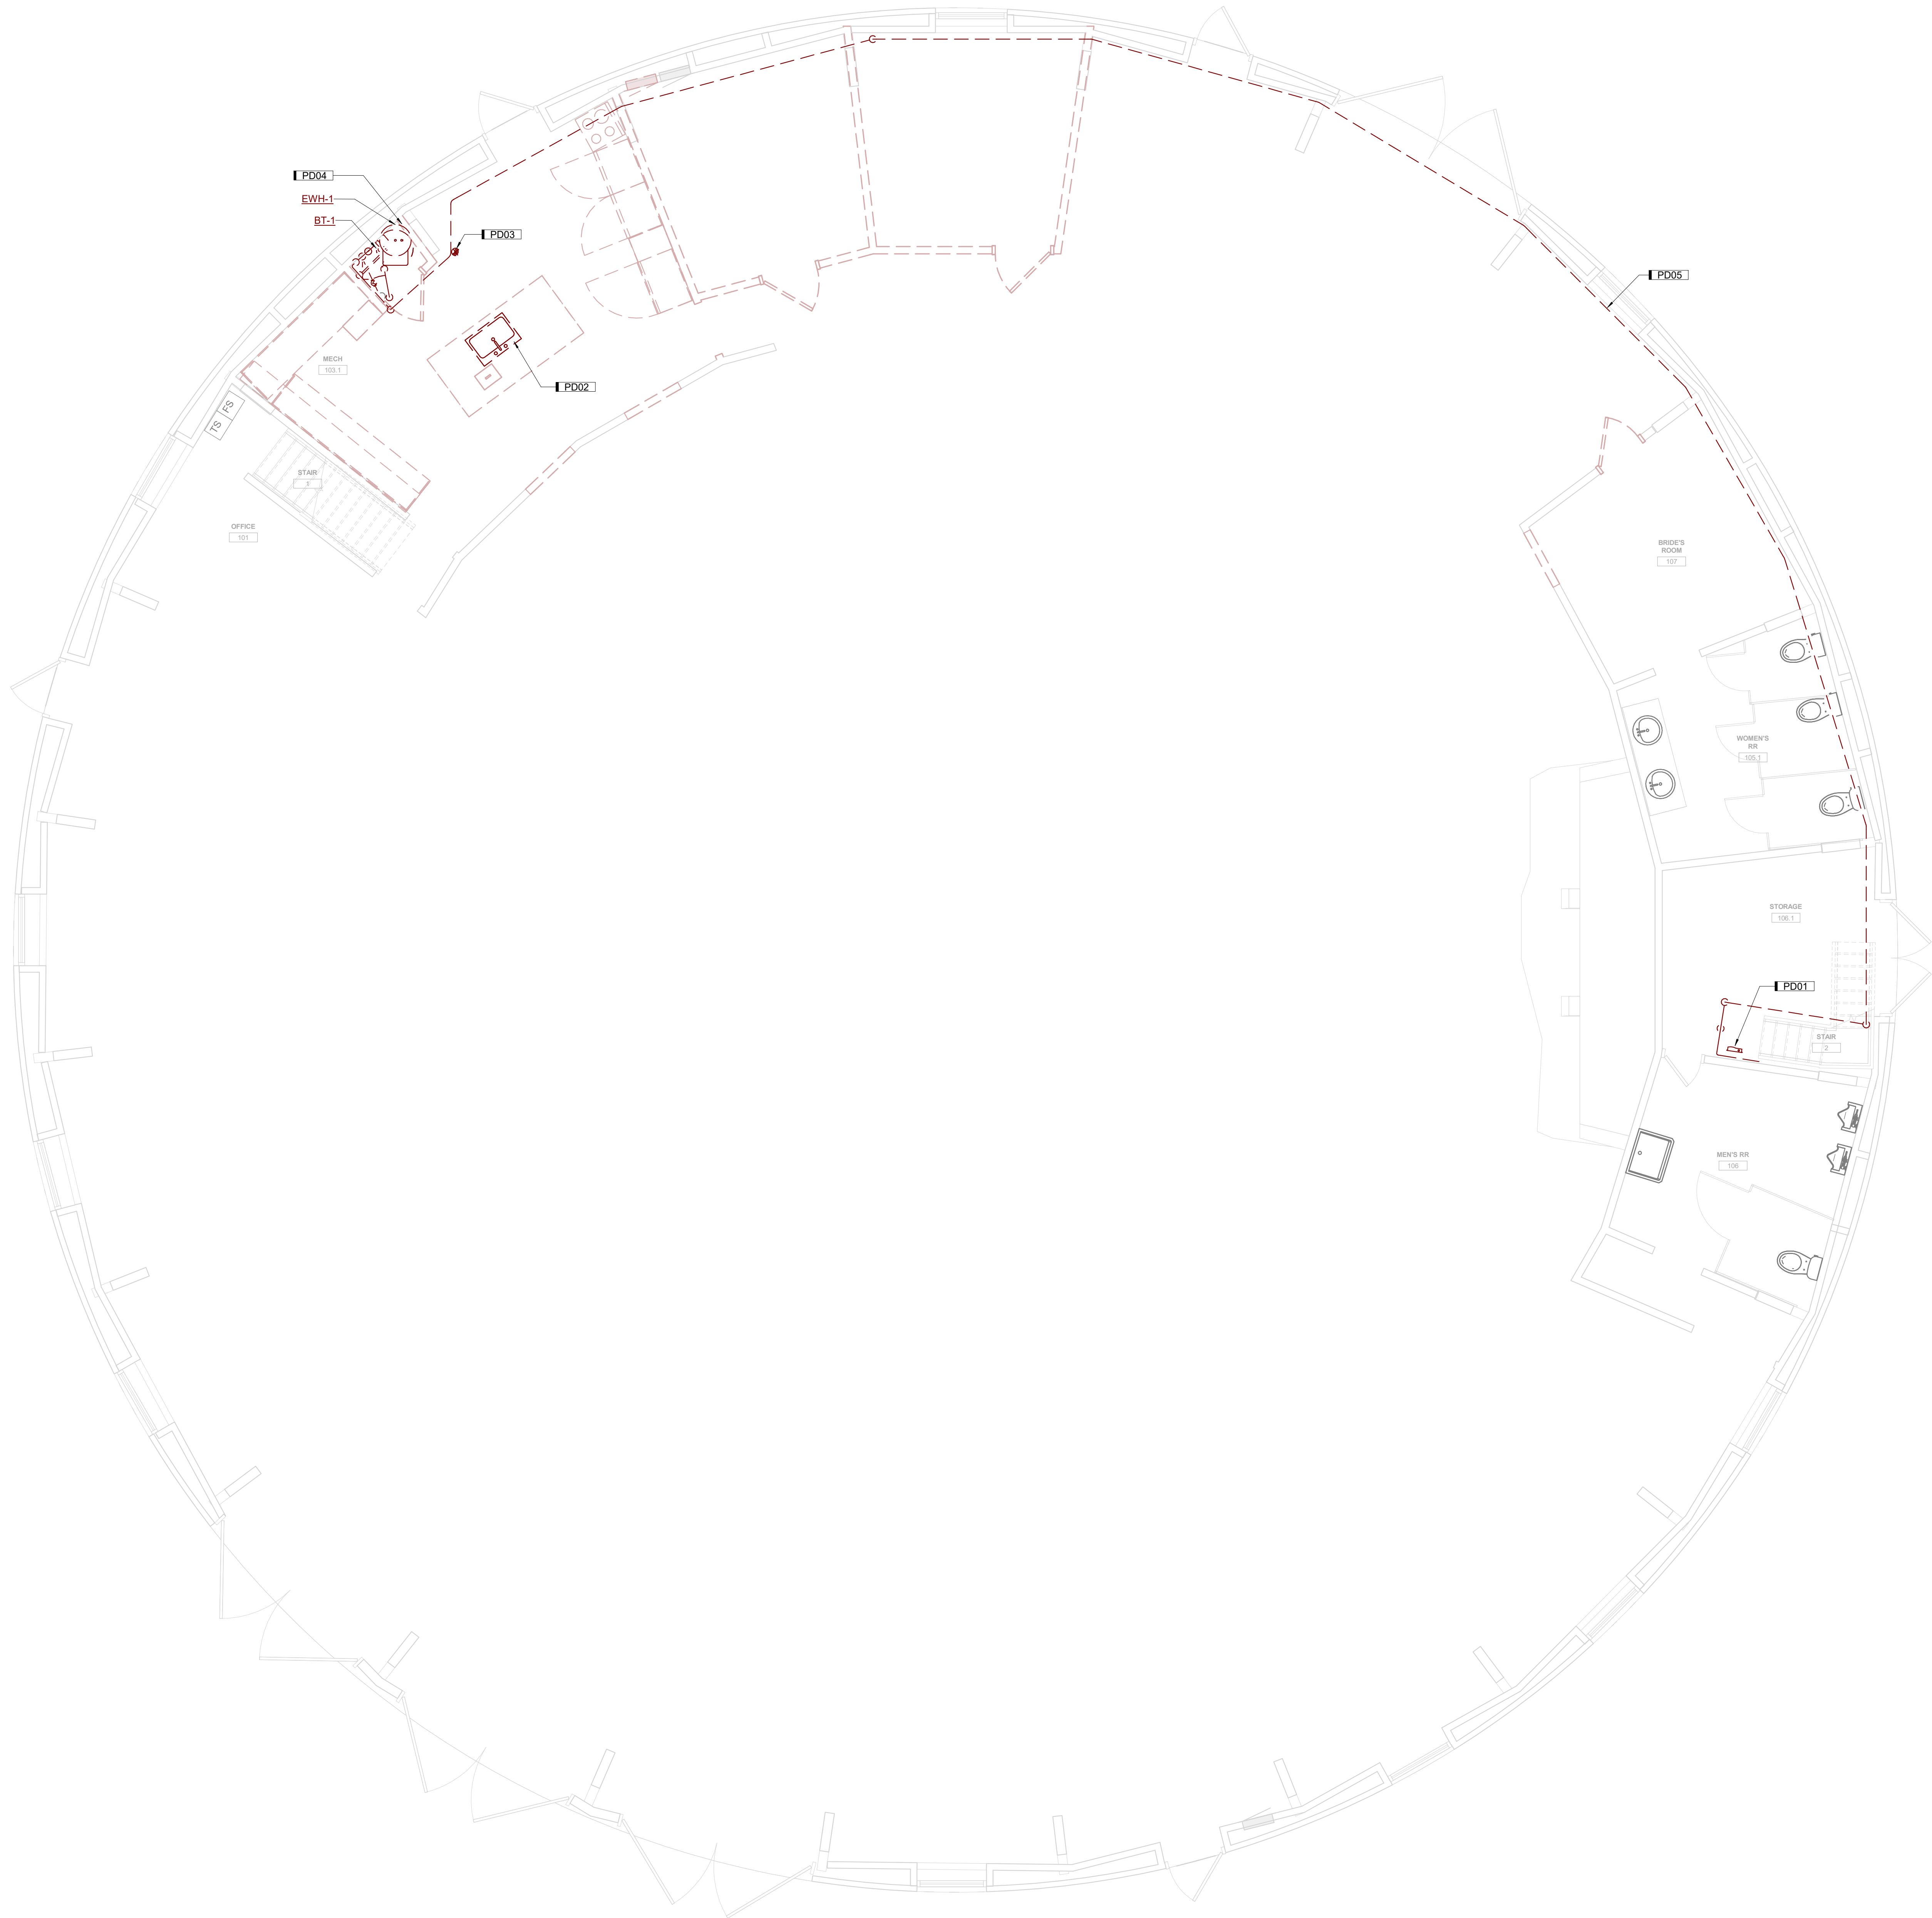 PD04
EWH-1
BT-1
PD03
PD05
MECH
103.1
PD02
FS
TS
STAIR
1
OFFICE
101
BRIDE'S
ROOM
107
WOMEN'S
RR
105.1
STORAGE
106.1
PD01
STAIR
2
MEN'S RR
106